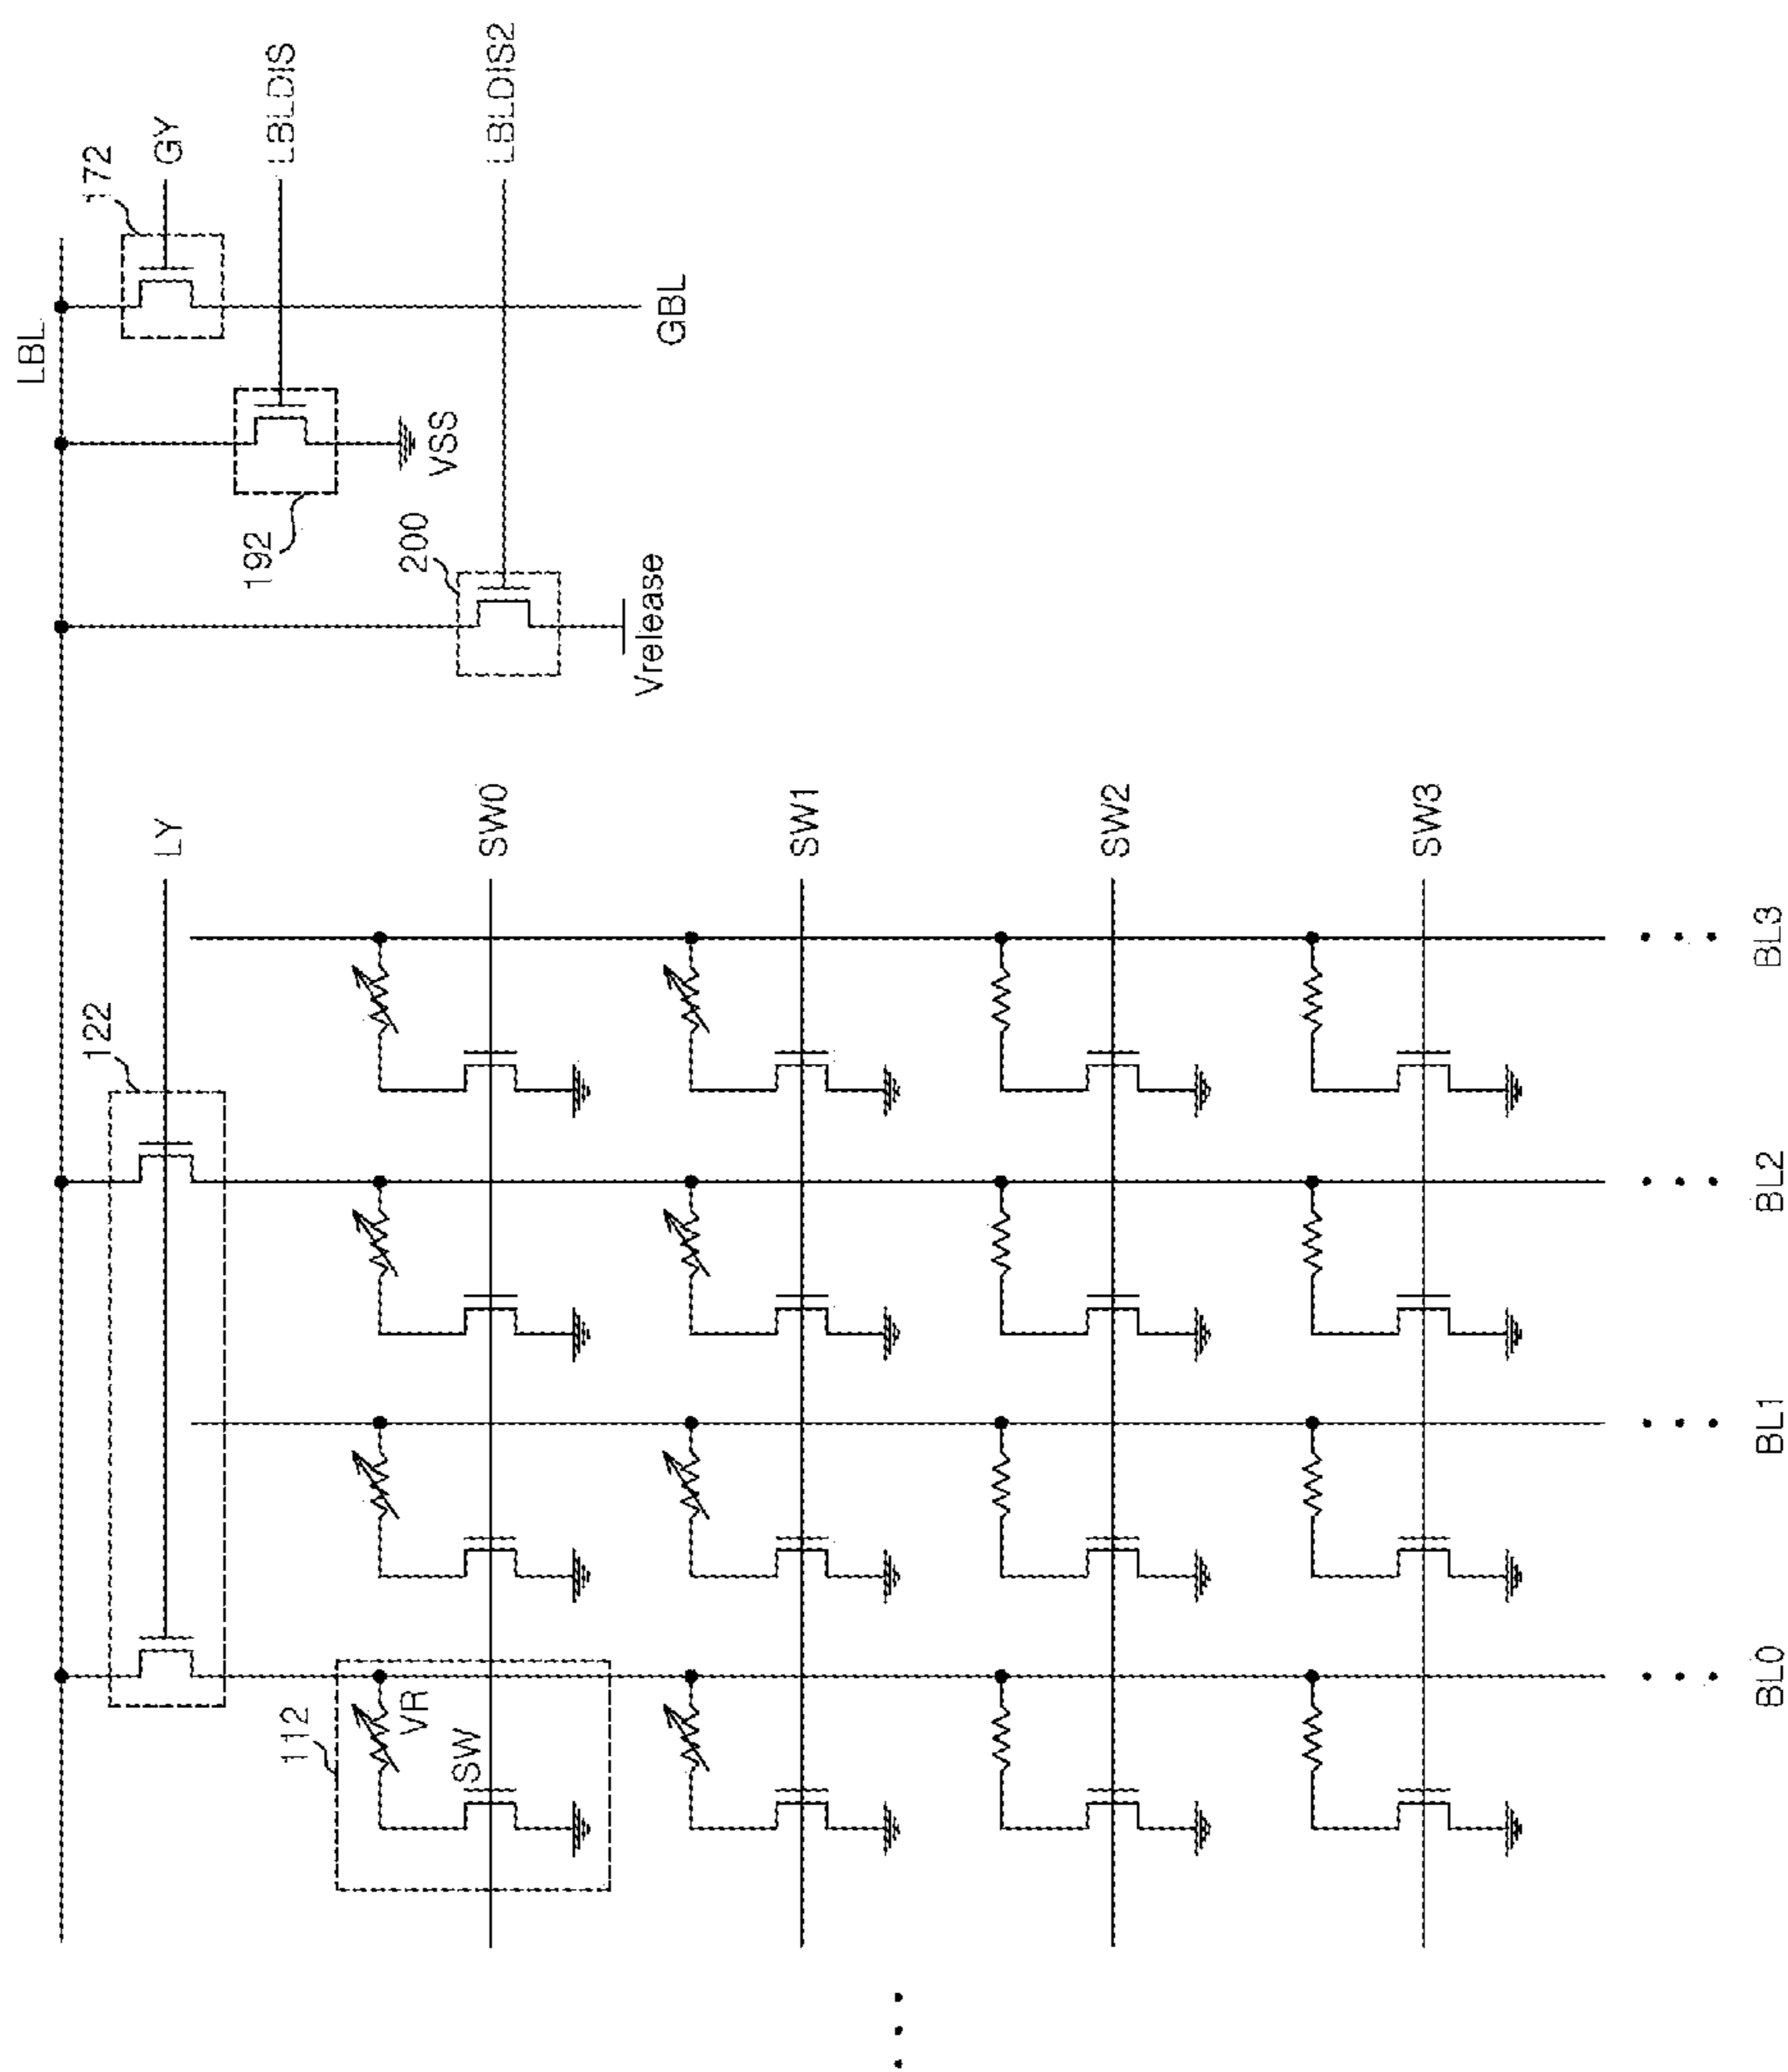 LBL
172
GY
192
VSS
LBLDIS
200
Vrelease
LBLDIS2
GBL
122
LY
112
VR
SW
SW0
SW1
SW2
SW3
BL0
BL1
BL2
BL3